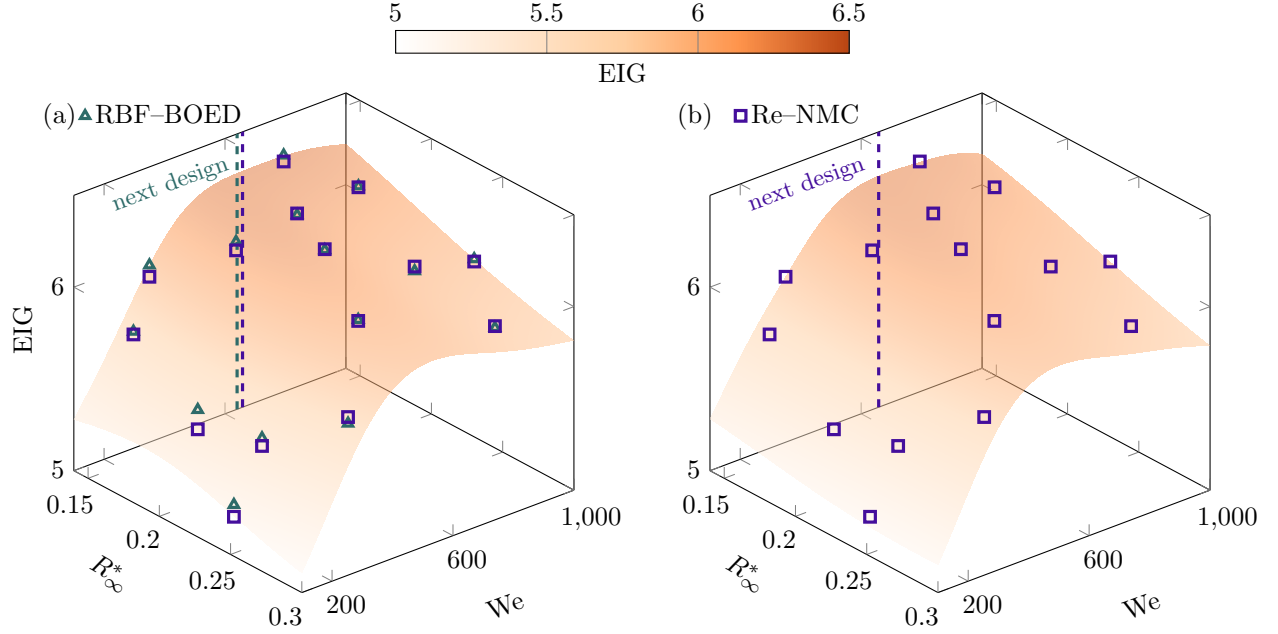 5 5.5 6 6.5
EIG
(a) RBF–BOED
(b) Re–NMC
next design
next design
6
6
EIG
5
5
0.15
0.2
0.25
0.3
R*∞
200
600
1,000
We
0.15
0.2
0.25
0.3
R*∞
200
600
1,000
We